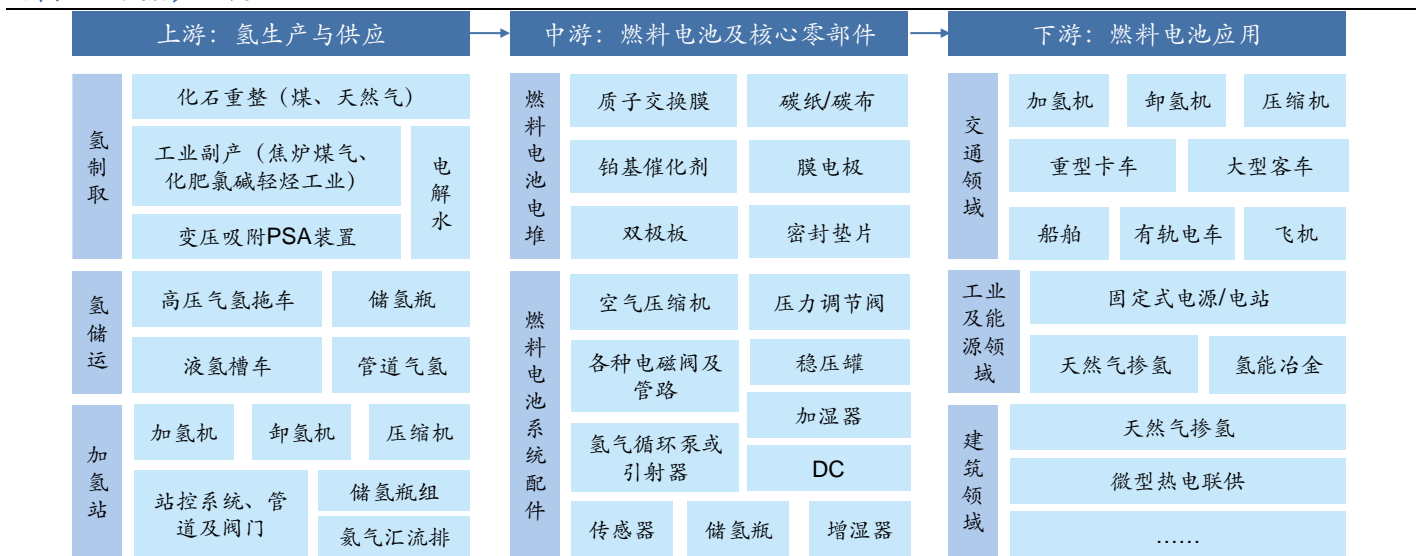 上游：氢生产与供应
中游：燃料电池及核心零部件
下游：燃料电池应用
氢制取
化石重整（煤、天然气）
工业副产（焦炉煤气、
化肥氯碱轻烃工业）
变压吸附PSA装置
电解水
氢储运
高压气氢拖车
储氢瓶
液氢槽车
管道气氢
加氢站
加氢机
卸氢机
压缩机
站控系统、管
道及阀门
储氢瓶组
氦气汇流排
燃料电池电堆
质子交换膜
碳纸/碳布
铂基催化剂
膜电极
双极板
密封垫片
燃料电池系统配件
空气压缩机
压力调节阀
各种电磁阀及
管路
稳压罐
加湿器
氢气循环泵或
引射器
DC
传感器
储氢瓶
增湿器
交通领域
加氢机
卸氢机
压缩机
重型卡车
大型客车
船舶
有轨电车
飞机
工业
及能
源领
域
固定式电源/电站
天然气掺氢
氢能冶金
建筑领域
天然气掺氢
微型热电联供
……